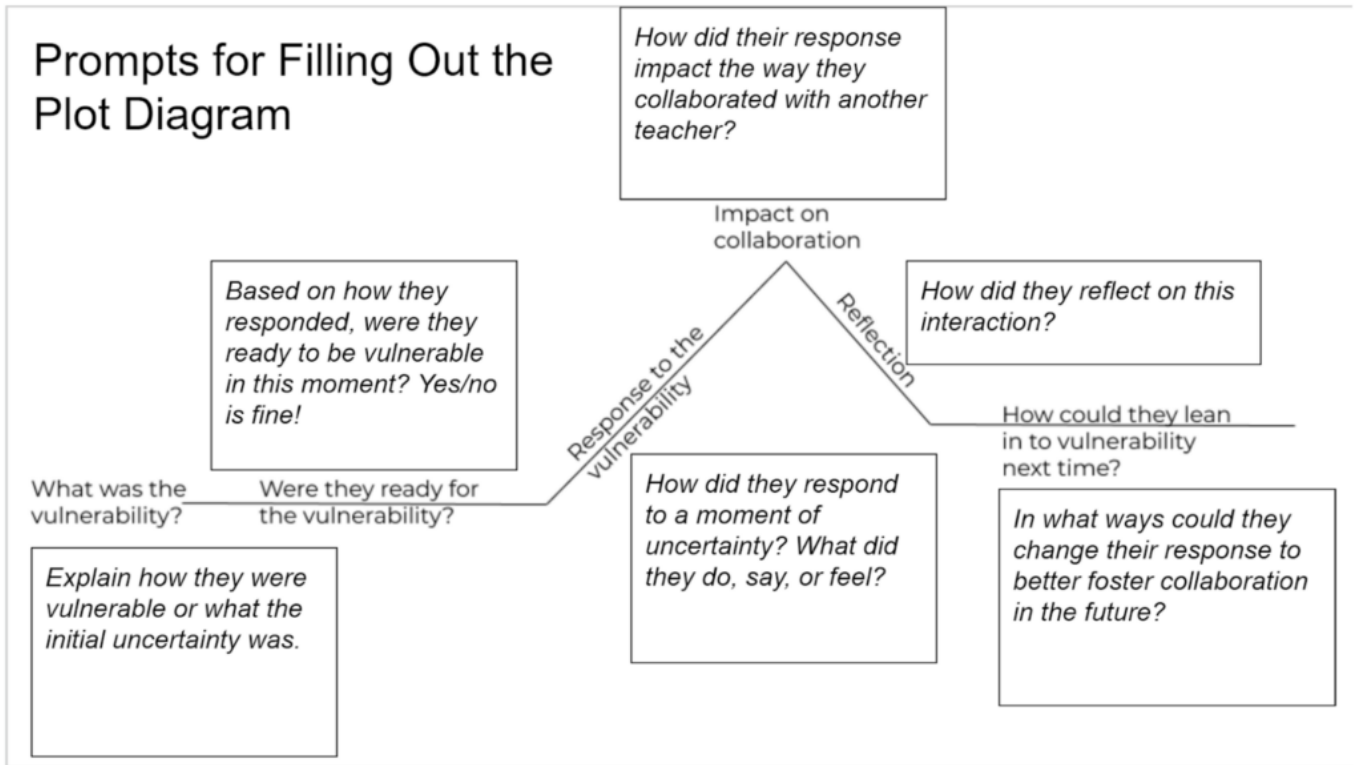 Prompts for Filling Out the
Plot Diagram
What was the
vulnerability?
Explain how they were
vulnerable or what the
initial uncertainty was.
Based on how they
responded, were they
ready to be vulnerable
in this moment? Yes/no
is fine!
Were they ready for
the vulnerability?
Response to the
vulnerability
How did they respond
to a moment of
uncertainty? What did
they do, say, or feel?
How did their response
impact the way they
collaborated with another
teacher?
Impact on
collaboration
Reflection
How did they reflect on this
interaction?
How could they lean
in to vulnerability
next time?
In what ways could they
change their response to
better foster collaboration
in the future?